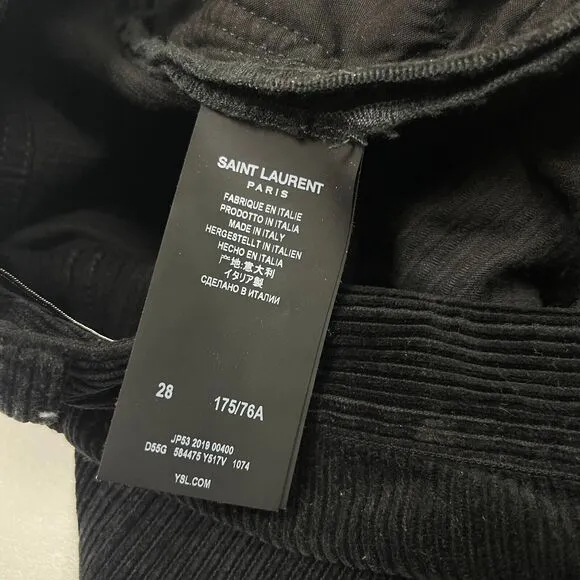 SAINT LAURENT
PARIS
FABRIQUE EN ITALIE
PRODOTTO IN ITALIA
MADE IN ITALY
HERGESTELLT IN ITALIEN
HECHO EN ITALIA
产地:意大利
イタリア製
СДЕЛАНО В ИТАЛИИ
28 175/76A
JP53 2019 00400
D55G 584475 Y517V 1074
YSL.COM